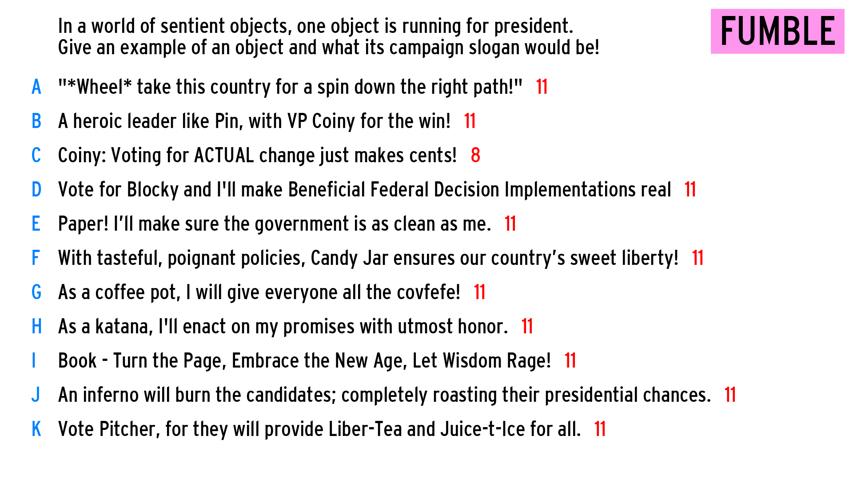 In a world of sentient objects, one object is running for president.
Give an example of an object and what its campaign slogan would be!
FUMBLE
A "*Wheel* take this country for a spin down the right path!" 11
B A heroic leader like Pin, with VP Coiny for the win! 11
C Coiny: Voting for ACTUAL change just makes cents! 8
D Vote for Blocky and I'll make Beneficial Federal Decision Implementations real 11
E Paper! I’ll make sure the government is as clean as me. 11
F With tasteful, poignant policies, Candy Jar ensures our country’s sweet liberty! 11
G As a coffee pot, I will give everyone all the covfefe! 11
H As a katana, I'll enact on my promises with utmost honor. 11
I Book - Turn the Page, Embrace the New Age, Let Wisdom Rage! 11
J An inferno will burn the candidates; completely roasting their presidential chances. 11
K Vote Pitcher, for they will provide Liber-Tea and Juice-t-Ice for all. 11